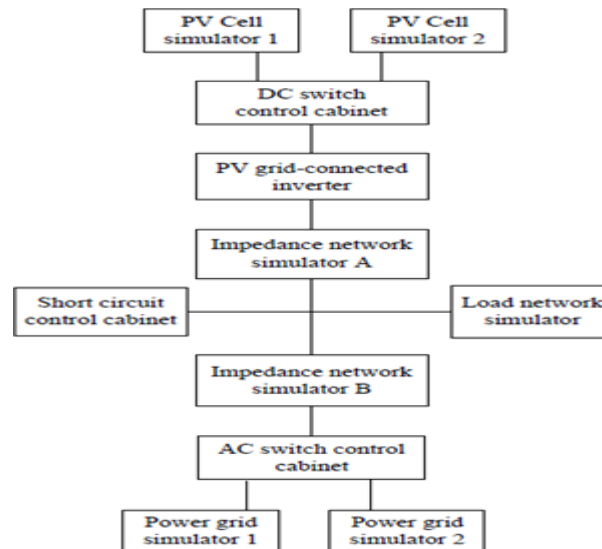 PV Cell
simulator 1
PV Cell
simulator 2
DC switch
control cabinet
PV grid-connected
inverter
Impedance network
simulator A
Short circuit
control cabinet
Load network
simulator
Impedance network
simulator B
AC switch control
cabinet
Power grid
simulator 1
Power grid
simulator 2